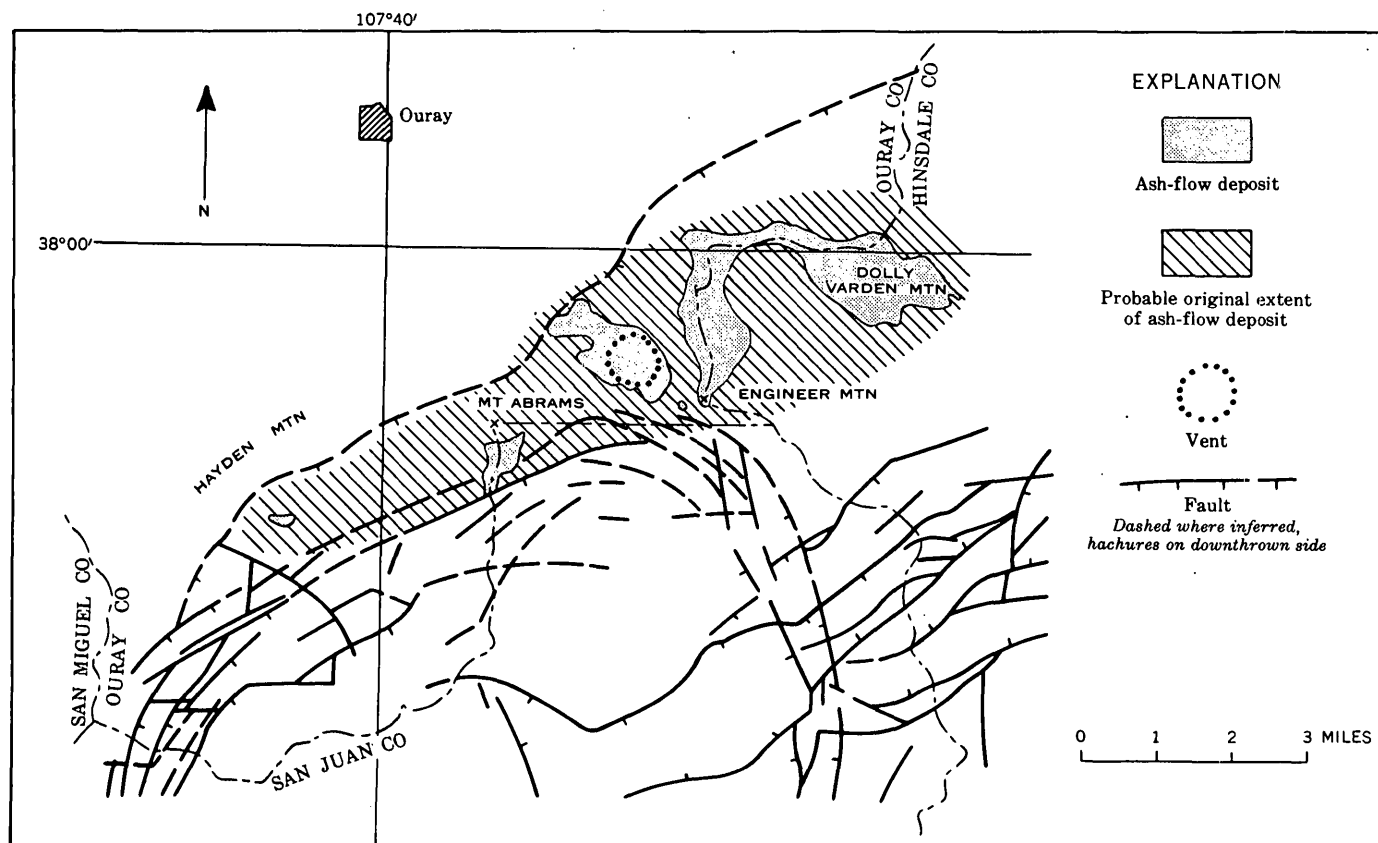 107°40'
Ouray
N
38°00'
OURAY CO
HINSDALE CO
DOLLY
VARDEN MTN
ENGINEER MTN
MT ABRAMS
HAYDEN MTN
SAN MIGUEL CO
OURAY CO
SAN JUAN CO
EXPLANATION
Ash-flow deposit
Probable original extent
of ash-flow deposit
Vent
Fault
Dashed where inferred,
hachures on downthrown side
0 1 2 3 MILES